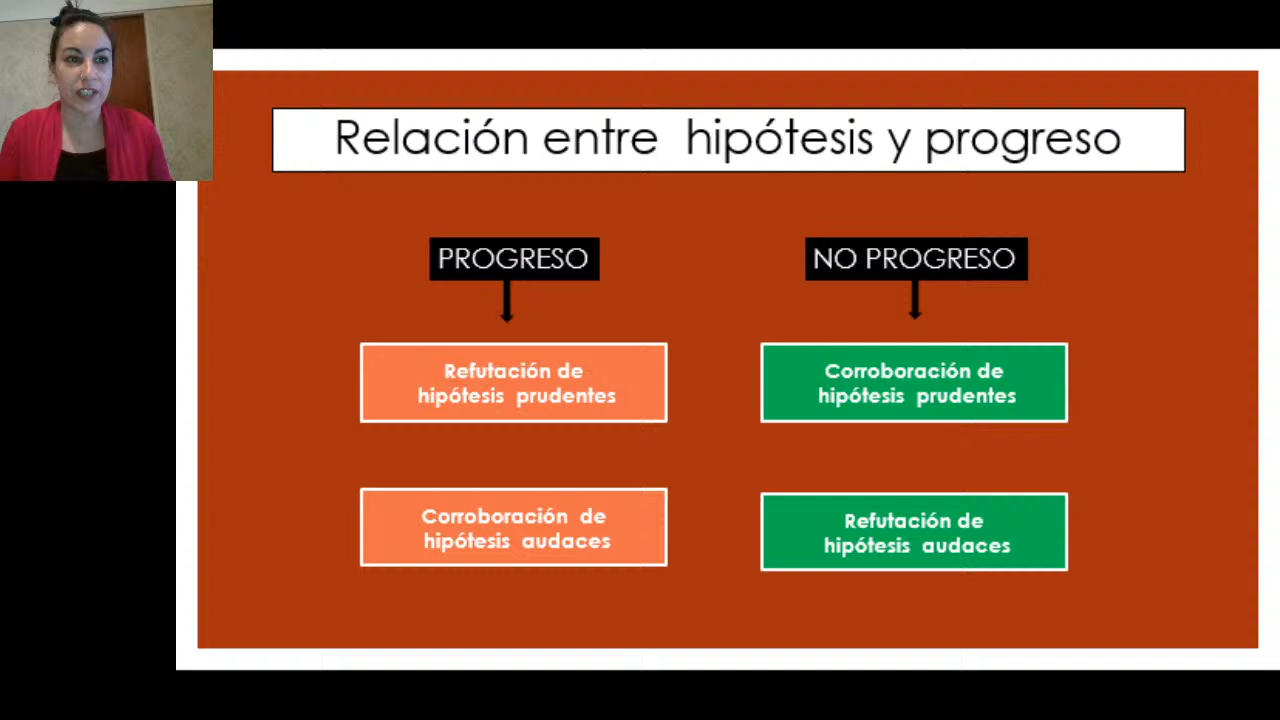 Relación entre hipótesis y progreso
PROGRESO
NO PROGRESO
Refutación de
hipótesis prudentes
Corroboración de
hipótesis prudentes
Corroboración de
hipótesis audaces
Refutación de
hipótesis audaces